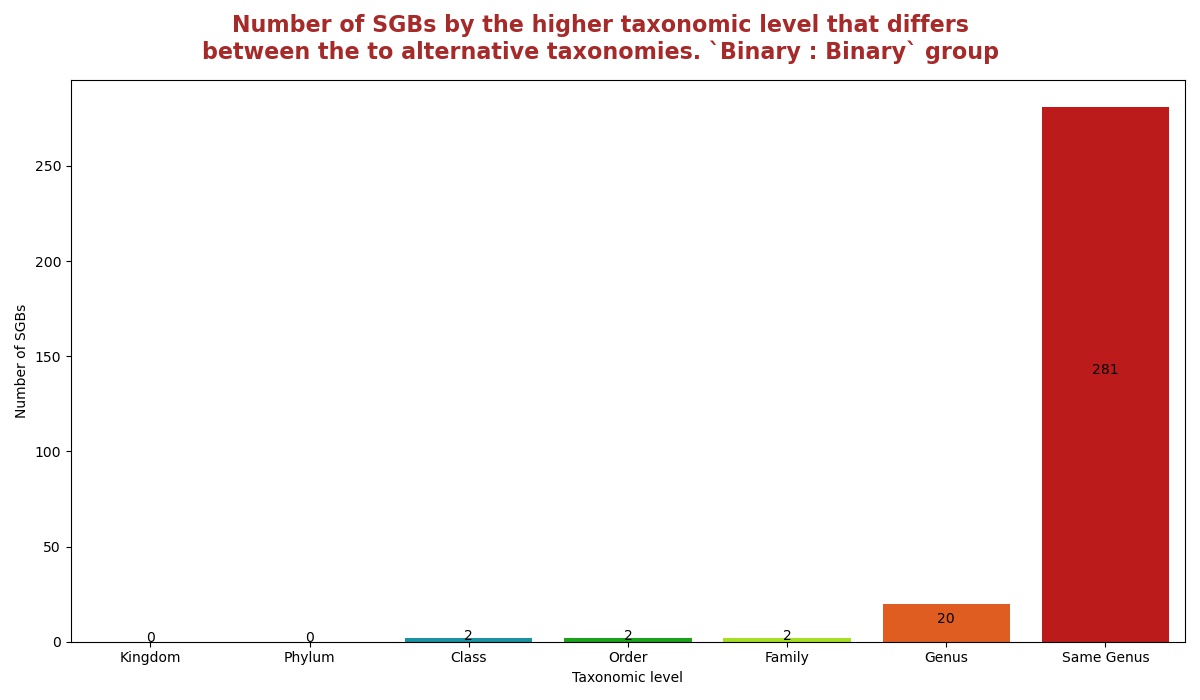 Number of SGBs by the higher taxonomic level that differs
between the to alternative taxonomies. `Binary : Binary` group
Number of SGBs
250
200
150
100
50
0
0
0
2
2
2
20
281
Kingdom
Phylum
Class
Order
Family
Genus
Same Genus
Taxonomic level